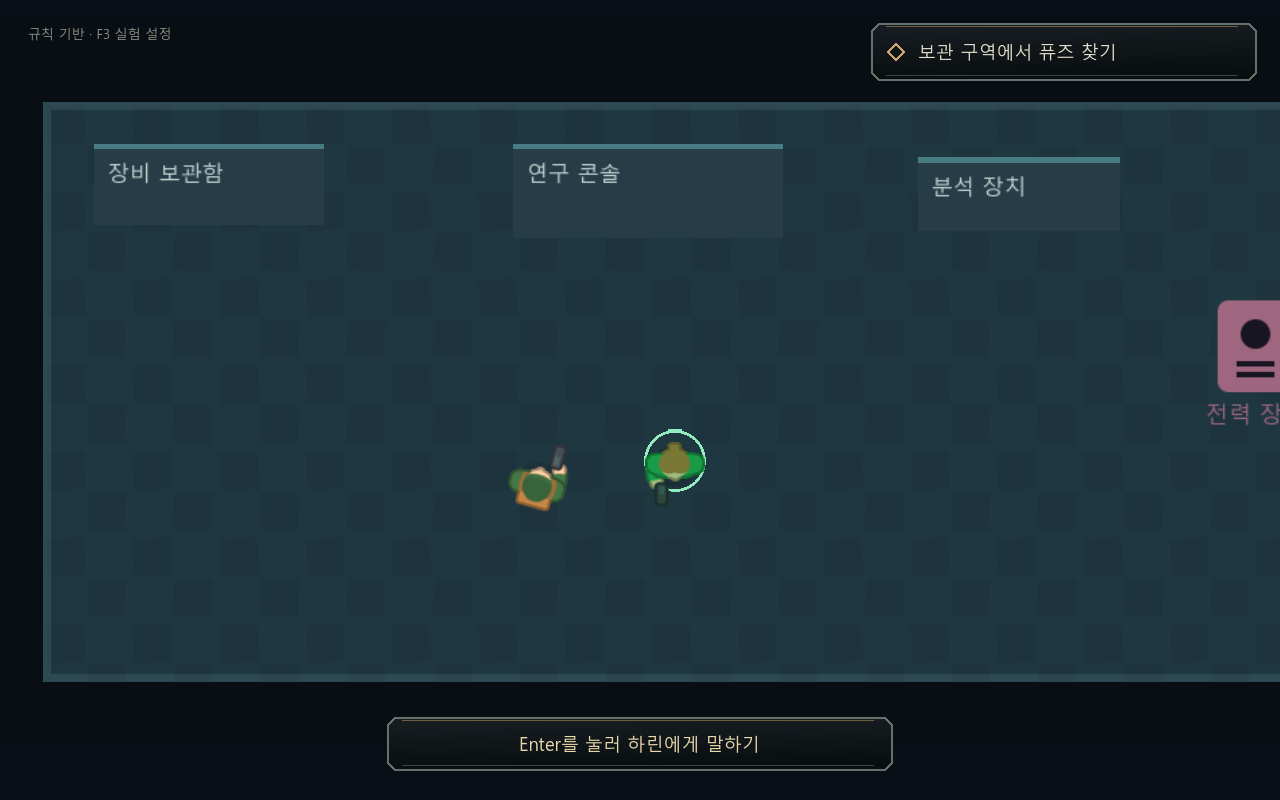 규칙 기반 · F3 실험 설정
보관 구역에서 퓨즈 찾기
장비 보관함
연구 콘솔
분석 장치
전력 장
Enter를 눌러 하린에게 말하기